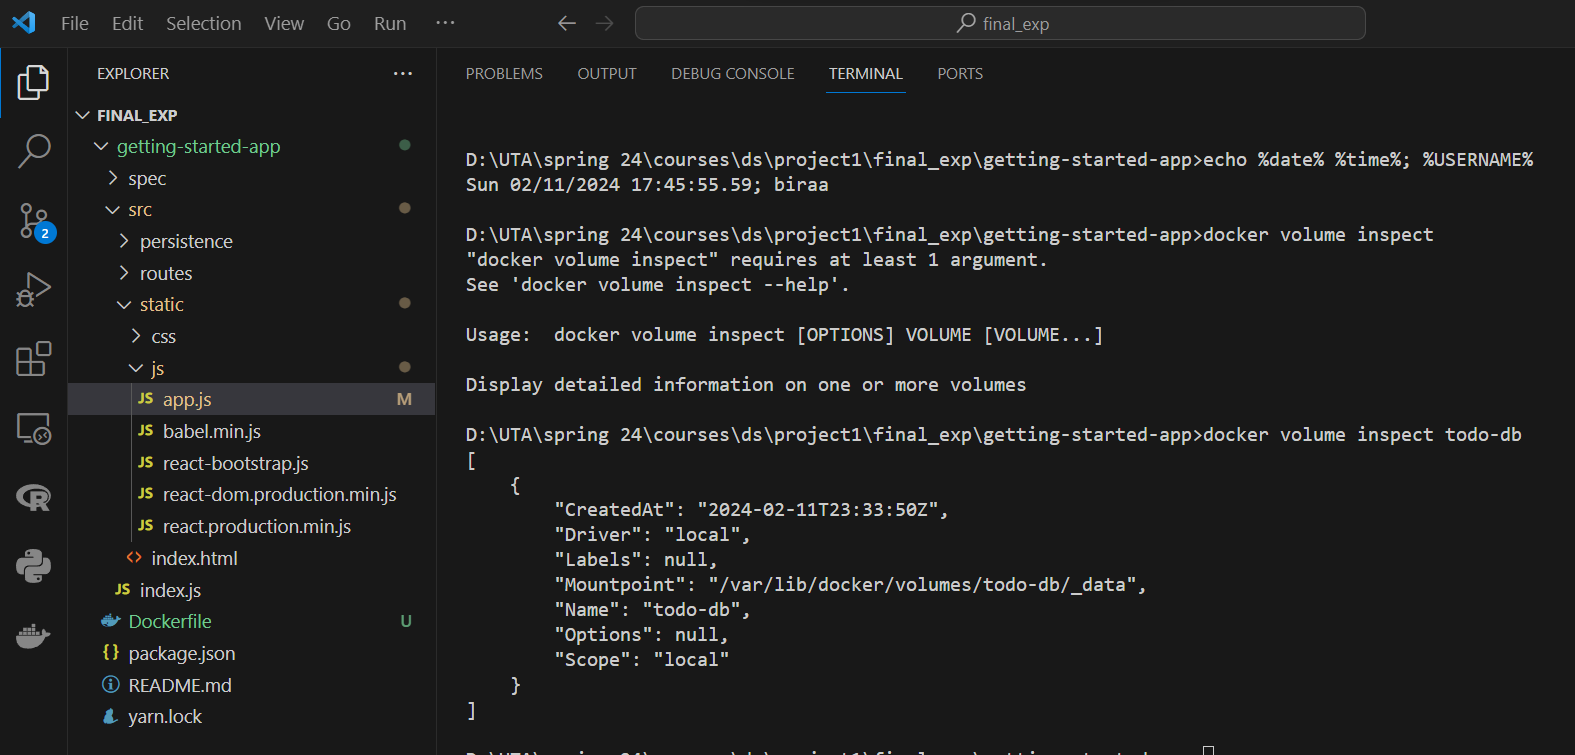 File Edit Selection View Go Run ···
final_exp
EXPLORER ···
FINAL_EXP
getting-started-app
spec
src
persistence
routes
static
css
js
JS app.js M
JS babel.min.js
JS react-bootstrap.js
JS react-dom.production.min.js
JS react.production.min.js
<> index.html
JS index.js
Dockerfile U
{} package.json
README.md
yarn.lock
2
PROBLEMS OUTPUT DEBUG CONSOLE TERMINAL PORTS
D:\UTA\spring 24\courses\ds\project1\final_exp\getting-started-app>echo %date% %time%; %USERNAME%
Sun 02/11/2024 17:45:55.59; biraa
D:\UTA\spring 24\courses\ds\project1\final_exp\getting-started-app>docker volume inspect
"docker volume inspect" requires at least 1 argument.
See 'docker volume inspect --help'.
Usage:  docker volume inspect [OPTIONS] VOLUME [VOLUME...]
Display detailed information on one or more volumes
D:\UTA\spring 24\courses\ds\project1\final_exp\getting-started-app>docker volume inspect todo-db
[
    {
        "CreatedAt": "2024-02-11T23:33:50Z",
        "Driver": "local",
        "Labels": null,
        "Mountpoint": "/var/lib/docker/volumes/todo-db/_data",
        "Name": "todo-db",
        "Options": null,
        "Scope": "local"
    }
]